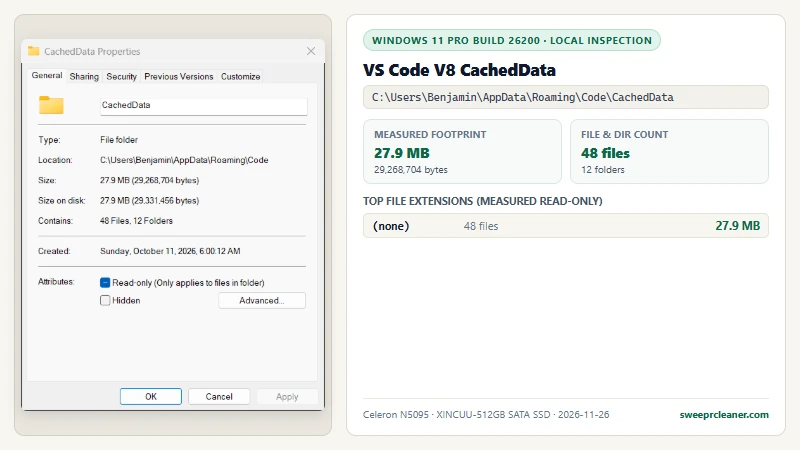 CachedData Properties
General Sharing Security Previous Versions Customize
CachedData
Type: File folder
Location: C:\Users\Benjamin\AppData\Roaming\Code
Size: 27.9 MB (29,268,704 bytes)
Size on disk: 27.9 MB (29,331,456 bytes)
Contains: 48 Files, 12 Folders
Created: Sunday, October 11, 2026, 6:00:12 AM
Attributes: Read-only (Only applies to files in folder)
Hidden Advanced...
OK Cancel Apply
WINDOWS 11 PRO BUILD 26200 · LOCAL INSPECTION
VS Code V8 CachedData
C:\Users\Benjamin\AppData\Roaming\Code\CachedData
MEASURED FOOTPRINT
27.9 MB
29,268,704 bytes
FILE & DIR COUNT
48 files
12 folders
TOP FILE EXTENSIONS (MEASURED READ-ONLY)
(none) 48 files 27.9 MB
Celeron N5095 · XINCUU-512GB SATA SSD · 2026-11-26
sweeprcleaner.com